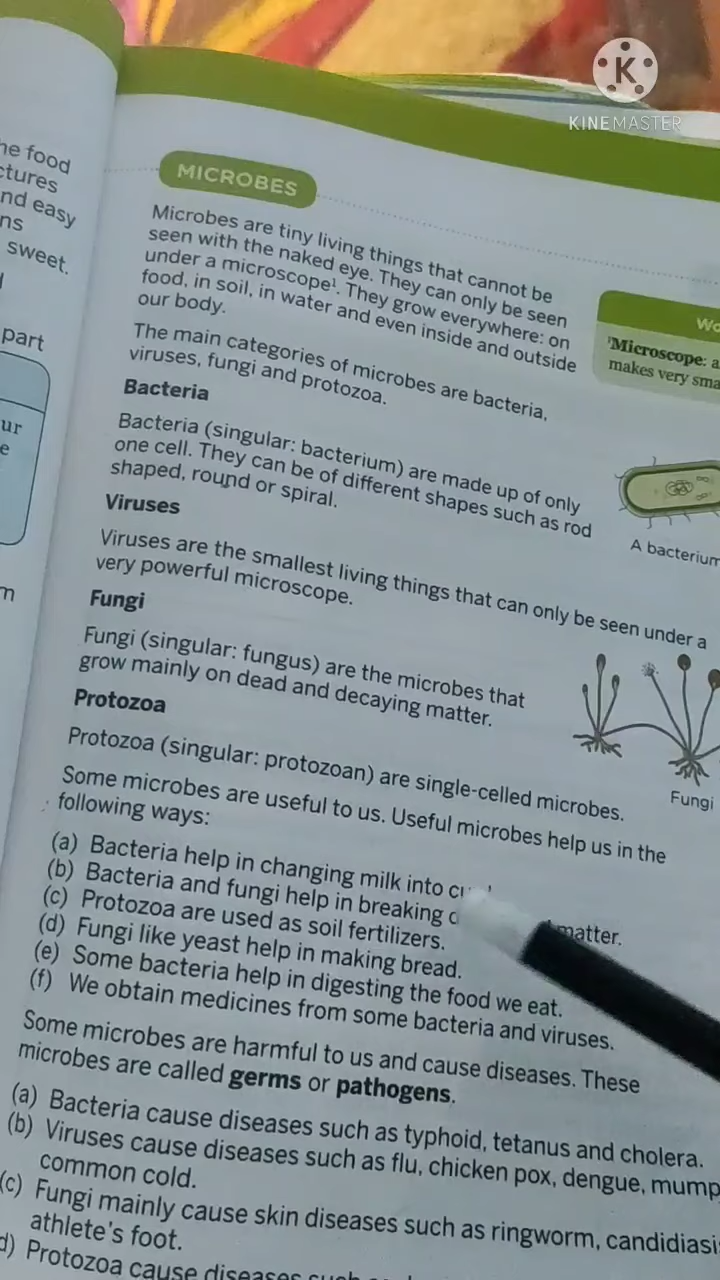 KINEMASTER
he food
ctures
nd easy
ns
sweet.
part
ur
e
m
MICROBES
Microbes are tiny living things that cannot be
seen with the naked eye. They can only be seen
under a microscope¹. They grow everywhere: on
food, in soil, in water and even inside and outside
our body.
The main categories of microbes are bacteria,
viruses, fungi and protozoa.
Wo
¹Microscope: a
makes very sma
Bacteria
Bacteria (singular: bacterium) are made up of only
one cell. They can be of different shapes such as rod
shaped, round or spiral.
A bacterium
Viruses
Viruses are the smallest living things that can only be seen under a
very powerful microscope.
Fungi
Fungi (singular: fungus) are the microbes that
grow mainly on dead and decaying matter.
Fungi
Protozoa
Protozoa (singular: protozoan) are single-celled microbes.
Some microbes are useful to us. Useful microbes help us in the
following ways:
(a) Bacteria help in changing milk into
(b) Bacteria and fungi help in breaking matter.
(c) Protozoa are used as soil fertilizers.
(d) Fungi like yeast help in making bread.
(e) Some bacteria help in digesting the food we eat.
(f) We obtain medicines from some bacteria and viruses.
Some microbes are harmful to us and cause diseases. These
microbes are called germs or pathogens.
(a) Bacteria cause diseases such as typhoid, tetanus and cholera.
(b) Viruses cause diseases such as flu, chicken pox, dengue, mump
common cold.
(c) Fungi mainly cause skin diseases such as ringworm, candidiasi
athlete's foot.
d) Protozoa cause diseases such